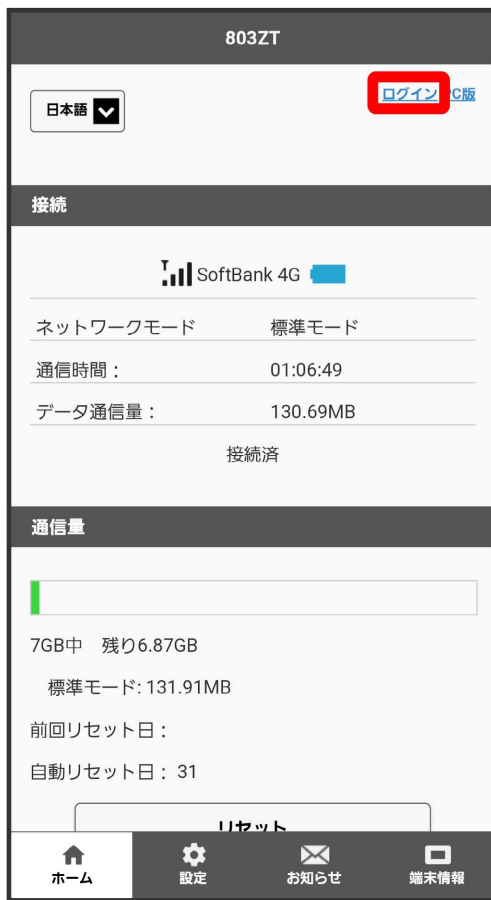 803ZT
日本語
ログイン PC版
接続
SoftBank 4G
ネットワークモード 標準モード
通信時間： 01:06:49
データ通信量： 130.69MB
接続済
通信量
7GB中 残り6.87GB
標準モード: 131.91MB
前回リセット日：
自動リセット日： 31
リセット
ホーム 設定 お知らせ 端末情報